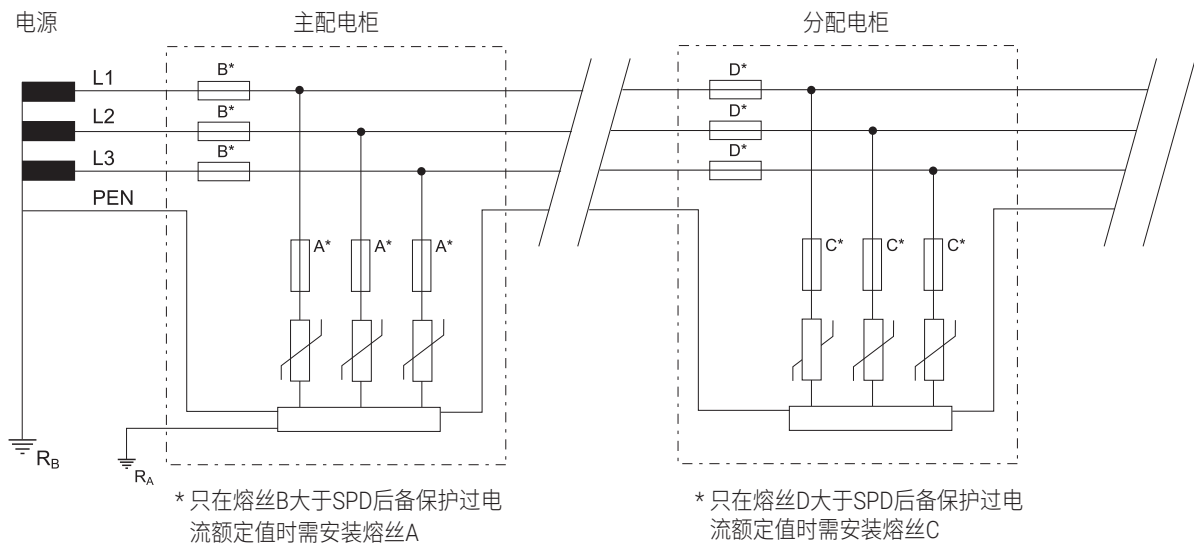 电源
主配电柜
分配电柜
L1
B*
D*
L2
B*
D*
L3
B*
D*
PEN
A*
A*
A*
C*
C*
C*
RB
RA
* 只在熔丝B大于SPD后备保护过电
流额定值时需安装熔丝A
* 只在熔丝D大于SPD后备保护过电
流额定值时需安装熔丝C